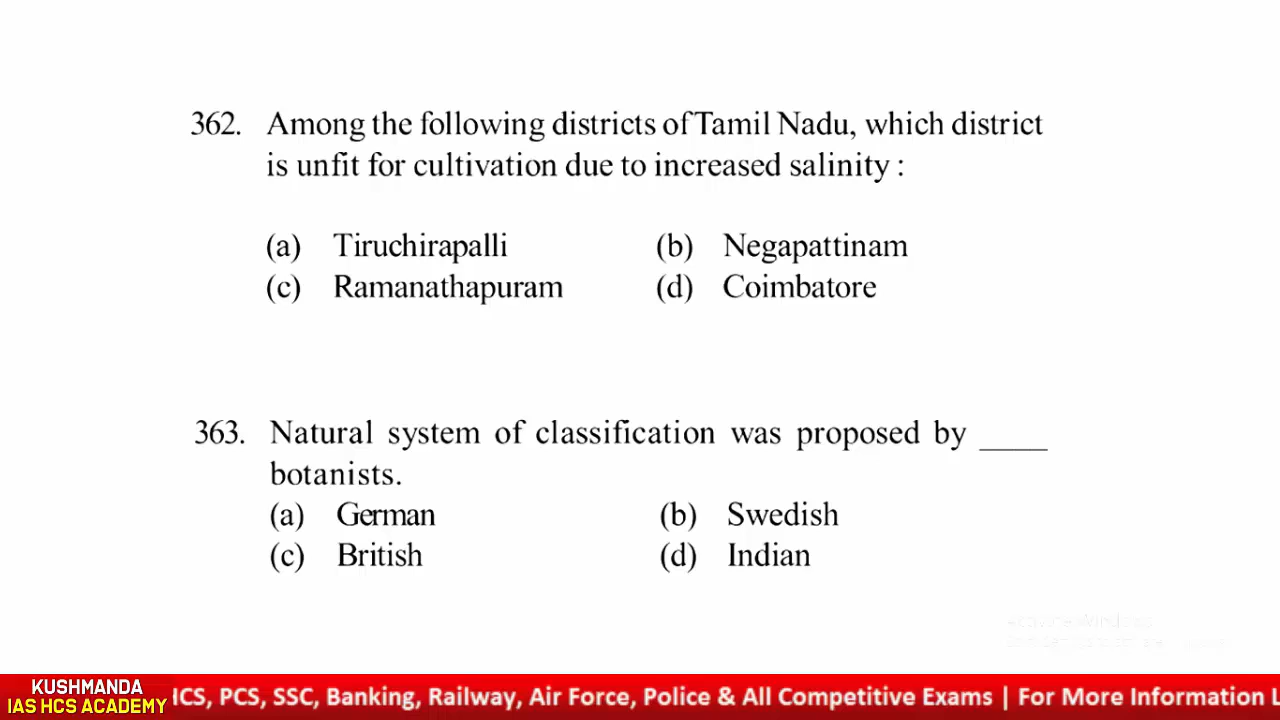 362. Among the following districts of Tamil Nadu, which district
is unfit for cultivation due to increased salinity :
(a) Tiruchirapalli (b) Negapattinam
(c) Ramanathapuram (d) Coimbatore
363. Natural system of classification was proposed by ____
botanists.
(a) German (b) Swedish
(c) British (d) Indian
KUSHMANDA
IAS HCS ACADEMY
HCS, PCS, SSC, Banking, Railway, Air Force, Police & All Competitive Exams | For More Information L